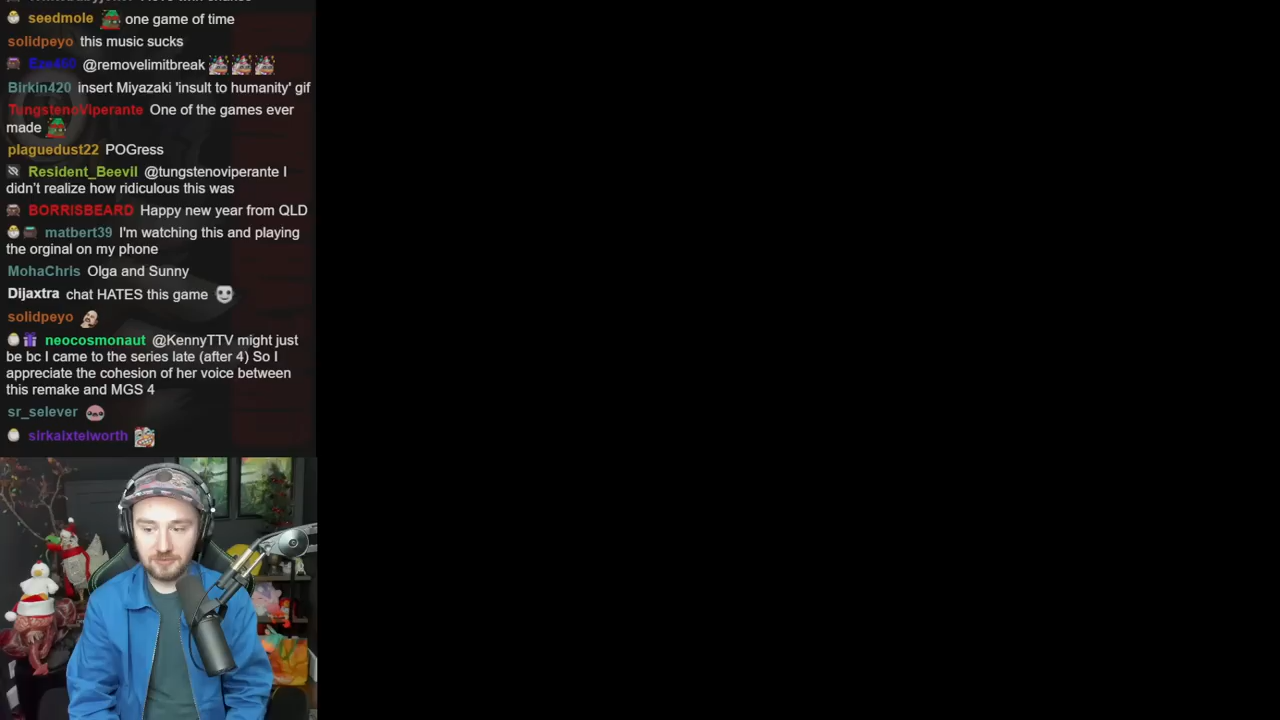 seedmole one game of time
solidpeyo this music sucks
@removelimitbreak
Birkin420 insert Miyazaki 'insult to humanity' gif
TungstenoViperante One of the games ever
made
plaguedust22 POGress
Resident_Beevil @tungstenoviperante I
didn't realize how ridiculous this was
BORRISBEARD Happy new year from QLD
matbert39 I'm watching this and playing
the orginal on my phone
MohaChris Olga and Sunny
Dijaxtra chat HATES this game
solidpeyo
neocosmonaut @KennyTTV might just
be bc I came to the series late (after 4) So I
appreciate the cohesion of her voice between
this remake and MGS 4
sr_selever
sirkaixtelworth